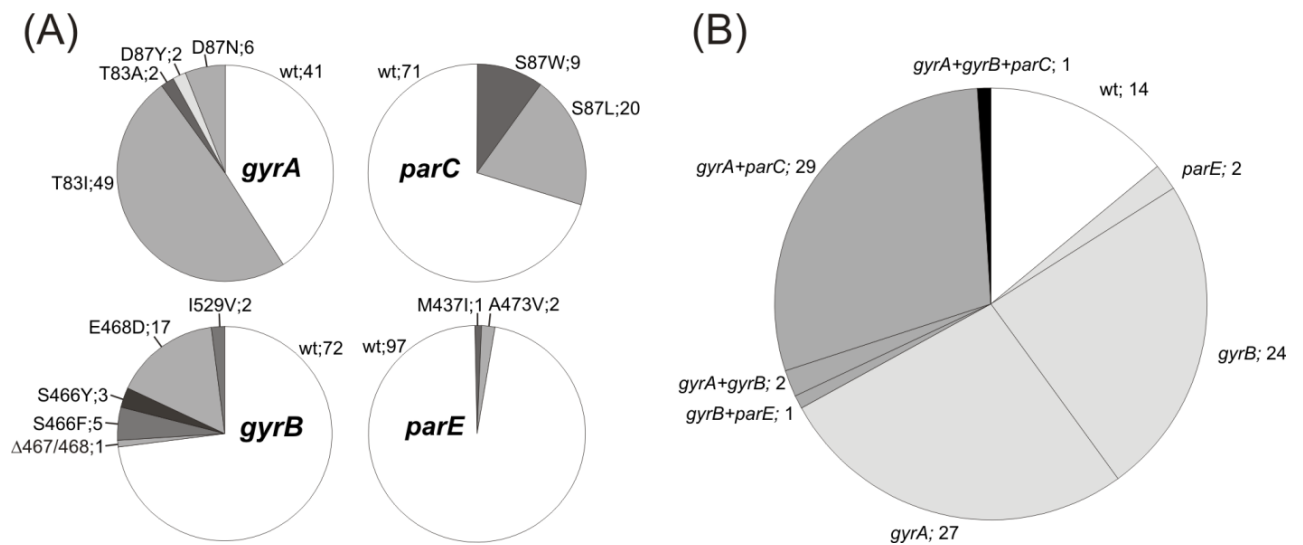 (A)
D87Y;2
D87N;6
T83A;2
wt;41
T83I;49
gyrA
wt;71
S87W;9
S87L;20
parC
I529V;2
E468D;17
wt;72
S466Y;3
S466F;5
Δ467/468;1
gyrB
M437I;1
A473V;2
wt;97
parE
(B)
gyrA+gyrB+parC; 1
wt; 14
parE; 2
gyrA+parC; 29
gyrB; 24
gyrA+gyrB; 2
gyrB+parE; 1
gyrA; 27